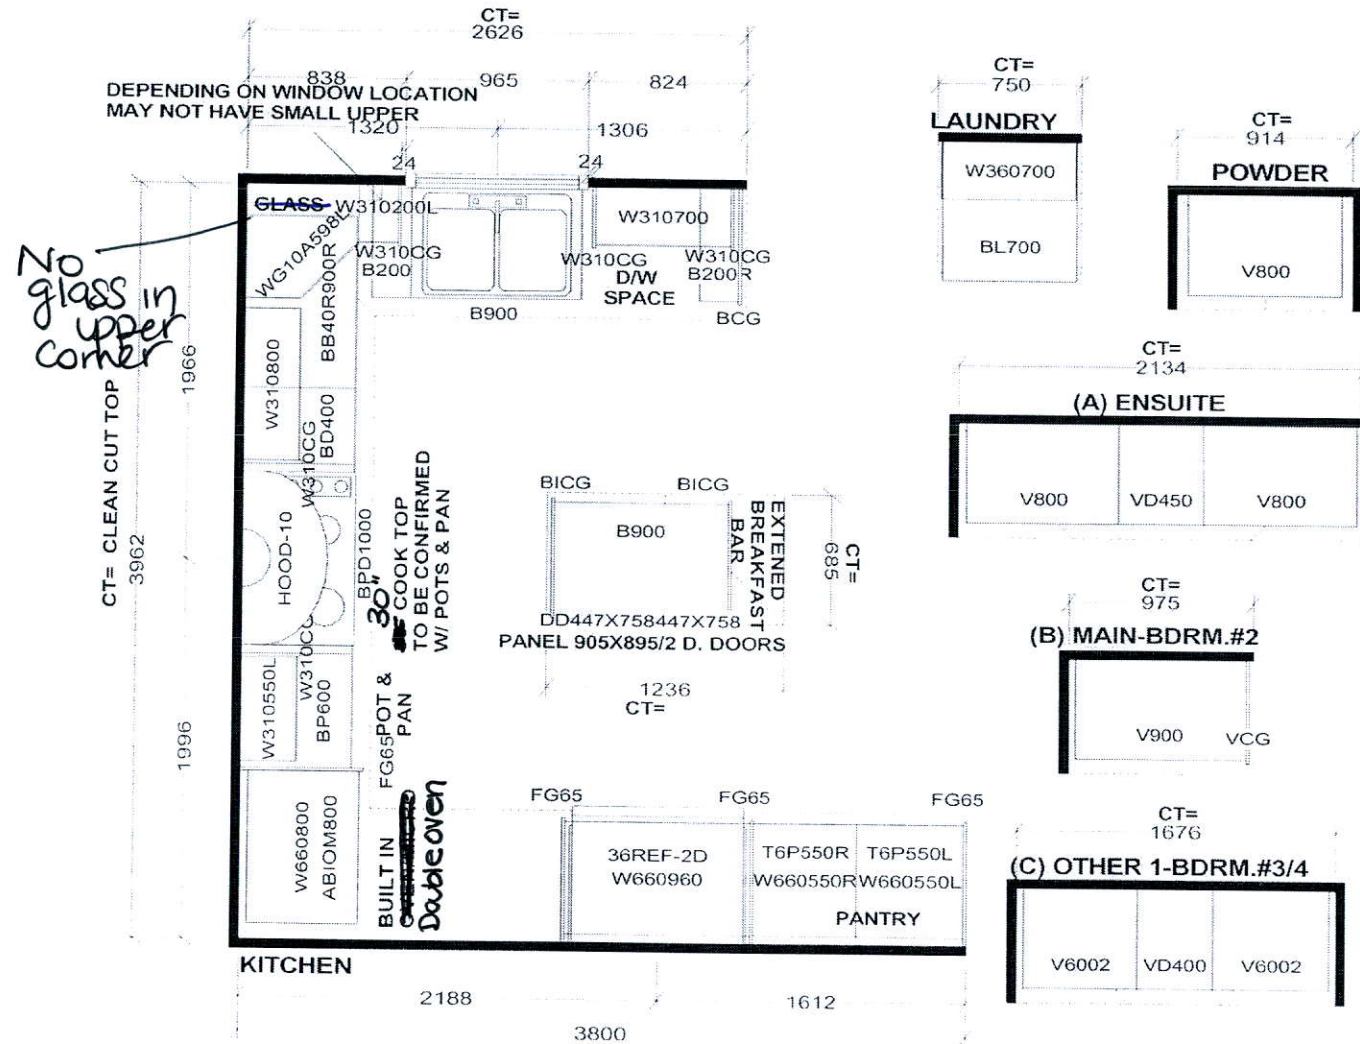 CT=
2626
838
965
824
DEPENDING ON WINDOW LOCATION
MAY NOT HAVE SMALL UPPER
1320
1306
24
24
GLASS
W310200L
No
glass in
upper
corner
WG10A598L
W310CG
B200
BB40R900R
W310700
W310CG
W310CG
B200R
D/W
SPACE
B900
BCG
CT= CLEAN CUT TOP
3962
1966
1996
W310800
W310CG
BD400
HOOD-10
BPD1000
30"
COOK TOP
TO BE CONFIRMED
W/ POTS & PAN
W310550L
W310CG
BP600
FG65
POT &
PAN
W660800
ABIOM800
BUILT IN
Double oven
BICG
BICG
B900
EXTENED
BREAKFAST
BAR
CT=
685
DD447X758447X758
PANEL 905X895/2 D. DOORS
1236
CT=
FG65
FG65
FG65
36REF-2D
W660960
T6P550R
T6P550L
W660550R
W660550L
PANTRY
KITCHEN
2188
1612
3800
CT=
750
LAUNDRY
W360700
BL700
CT=
914
POWDER
V800
CT=
2134
(A) ENSUITE
V800
VD450
V800
CT=
975
(B) MAIN-BDRM.#2
V900
VCG
CT=
1676
(C) OTHER 1-BDRM.#3/4
V6002
VD400
V6002